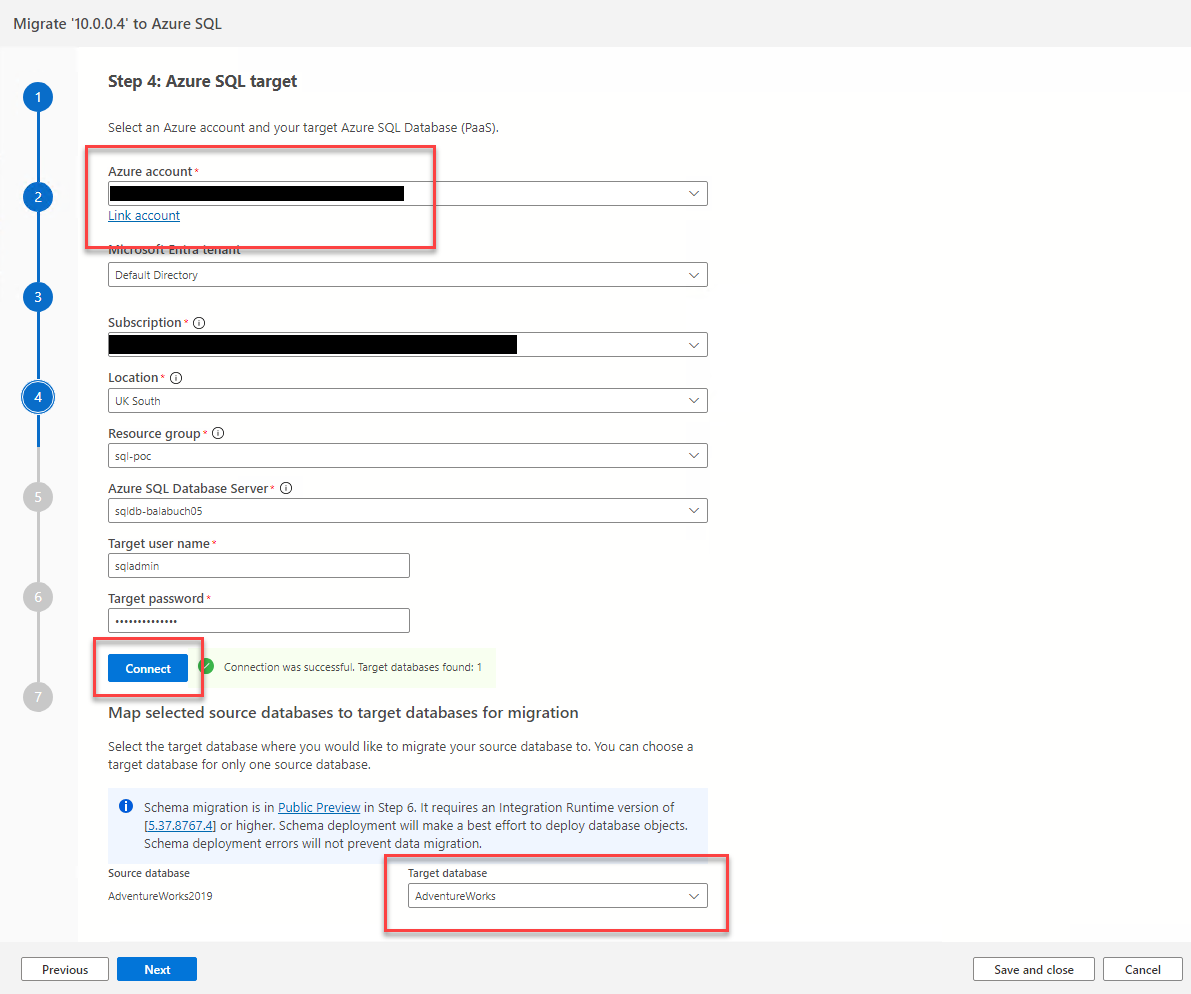 Migrate '10.0.0.4' to Azure SQL
1
2
3
4
5
6
7
Step 4: Azure SQL target
Select an Azure account and your target Azure SQL Database (PaaS).
Azure account*
Link account
Microsoft Entra tenant
Default Directory
Subscription*
Location*
UK South
Resource group*
sql-poc
Azure SQL Database Server*
sqldb-balabuch05
Target user name*
sqladmin
Target password*
••••••••••••••
Connect
Connection was successful. Target databases found: 1
Map selected source databases to target databases for migration
Select the target database where you would like to migrate your source database to. You can choose a
target database for only one source database.
Schema migration is in Public Preview in Step 6. It requires an Integration Runtime version of
[5.37.8767.4] or higher. Schema deployment will make a best effort to deploy database objects.
Schema deployment errors will not prevent data migration.
Source database
Target database
AdventureWorks2019
AdventureWorks
Previous
Next
Save and close
Cancel